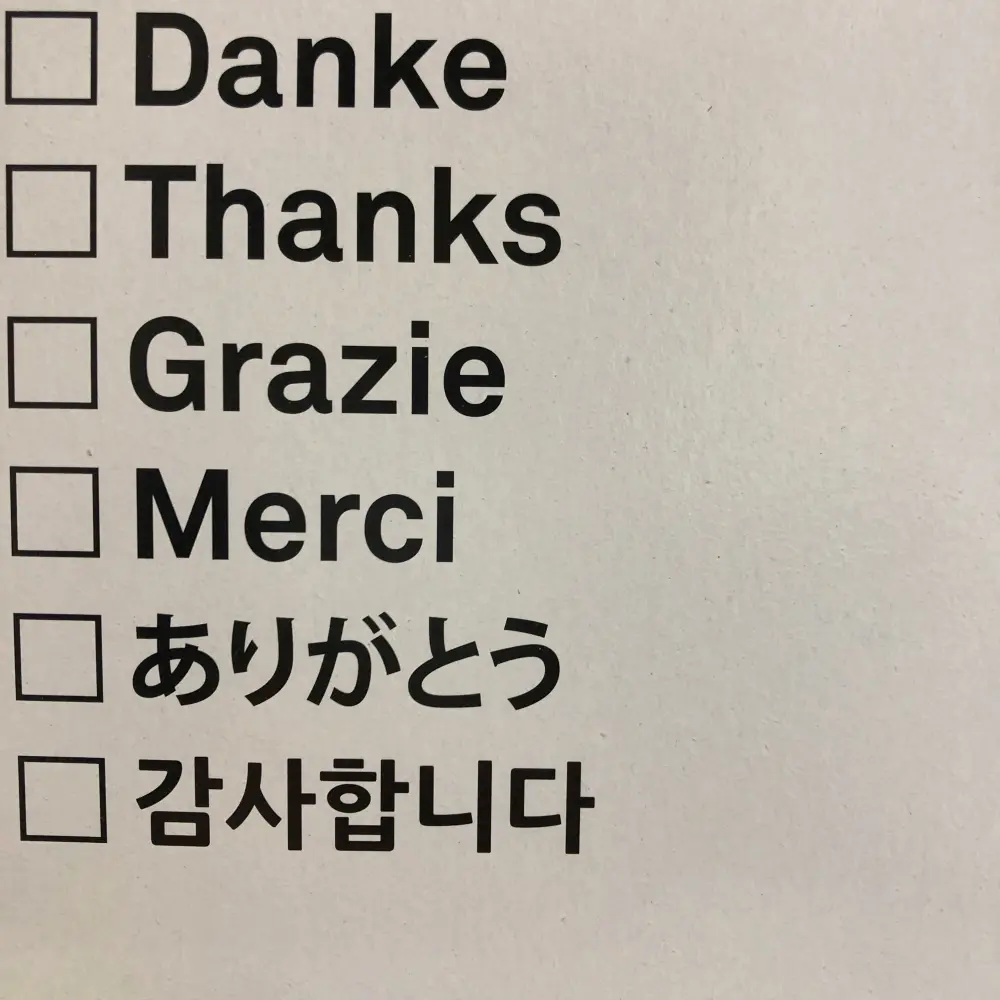 Danke
Thanks
Grazie
Merci
ありがとう
감사합니다